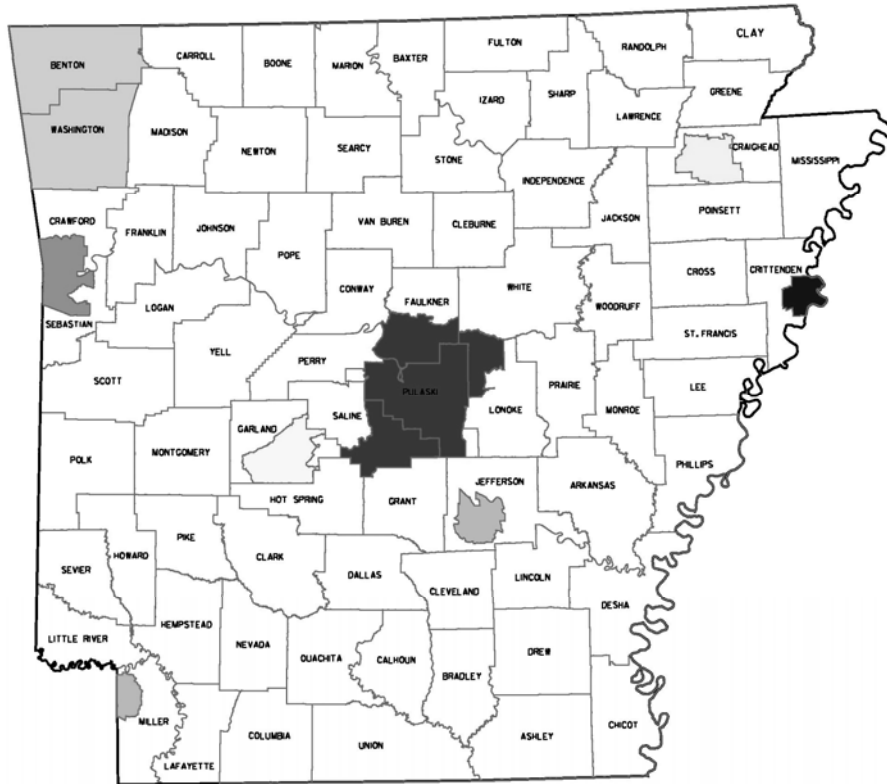 BENTON
CARROLL
BOONE
MARION
BAXTER
FULTON
RANDOLPH
CLAY
WASHINGTON
MADISON
NEWTON
SEARCY
STONE
IZARD
SHARP
LAWRENCE
GREENE
INDEPENDENCE
CRAIGHEAD
MISSISSIPPI
CRAWFORD
FRANKLIN
JOHNSON
POPE
VAN BUREN
CLEBURNE
JACKSON
POINSETT
SEBASTIAN
LOGAN
CONWAY
FAULKNER
WHITE
WOODRUFF
CROSS
CRITTENDEN
SCOTT
YELL
PERRY
PULASKI
LONOKE
PRAIRIE
MONROE
ST. FRANCIS
LEE
POLK
MONTGOMERY
GARLAND
SALINE
HOT SPRING
GRANT
JEFFERSON
ARKANSAS
PHILLIPS
SEVIER
HOWARD
PIKE
CLARK
DALLAS
CLEVELAND
LINCOLN
DESHA
LITTLE RIVER
HEMPSTEAD
NEVADA
OUACHITA
CALHOUN
BRADLEY
DREW
MILLER
LAFAYETTE
COLUMBIA
UNION
ASHLEY
CHICOT